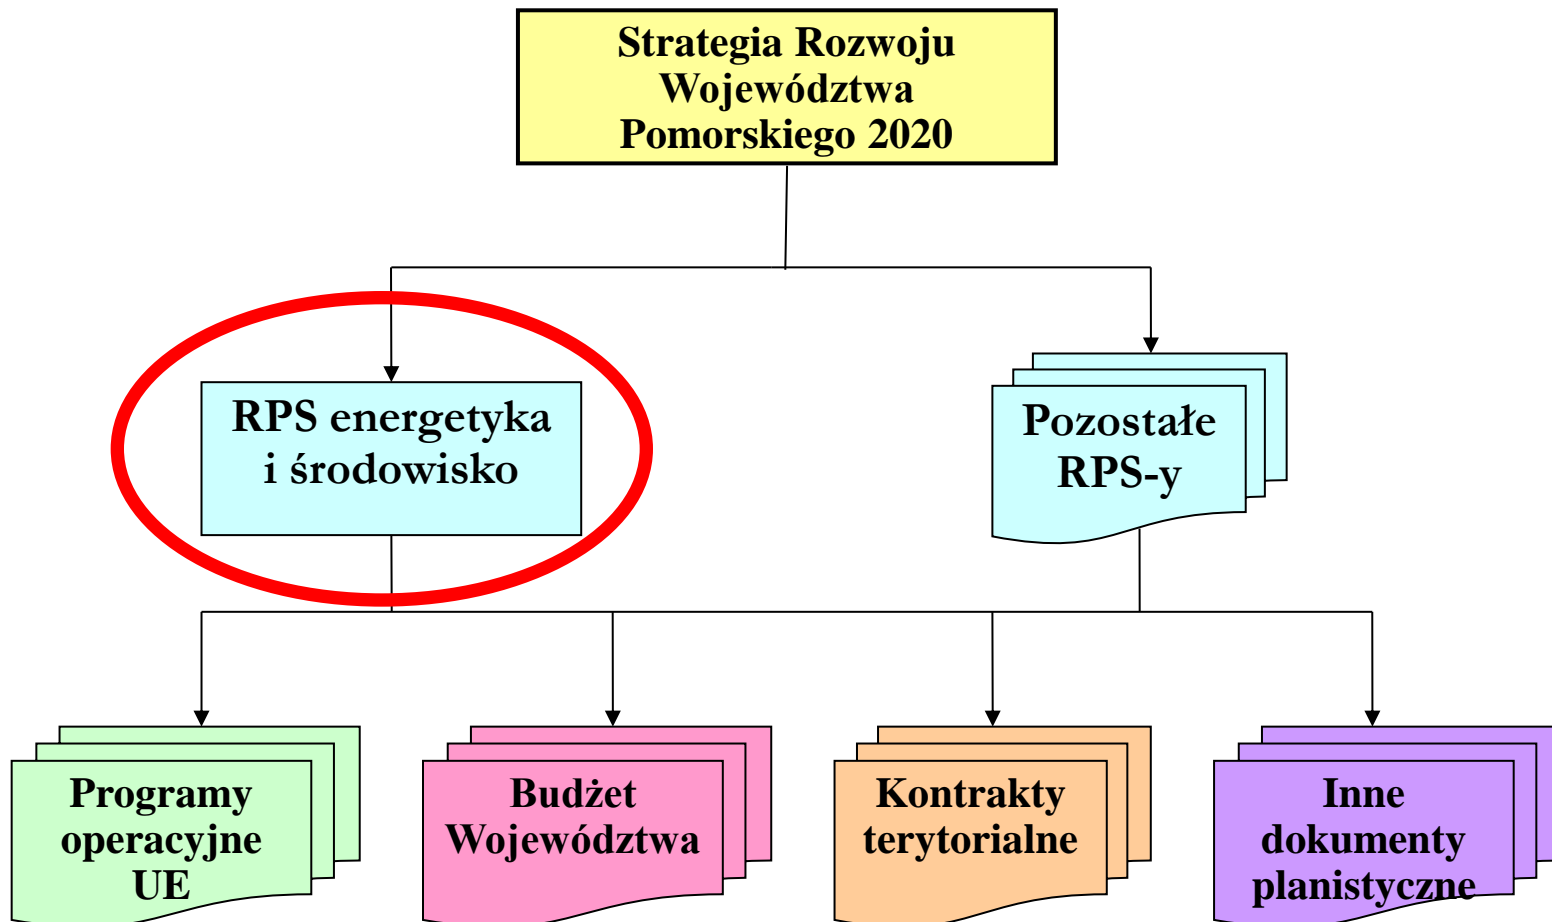 Strategia Rozwoju
Województwa
Pomorskiego 2020
RPS energetyka
i środowisko
Pozostałe
RPS-y
Programy
operacyjne
UE
Budżet
Województwa
Kontrakty
terytorialne
Inne
dokumenty
planistyczne